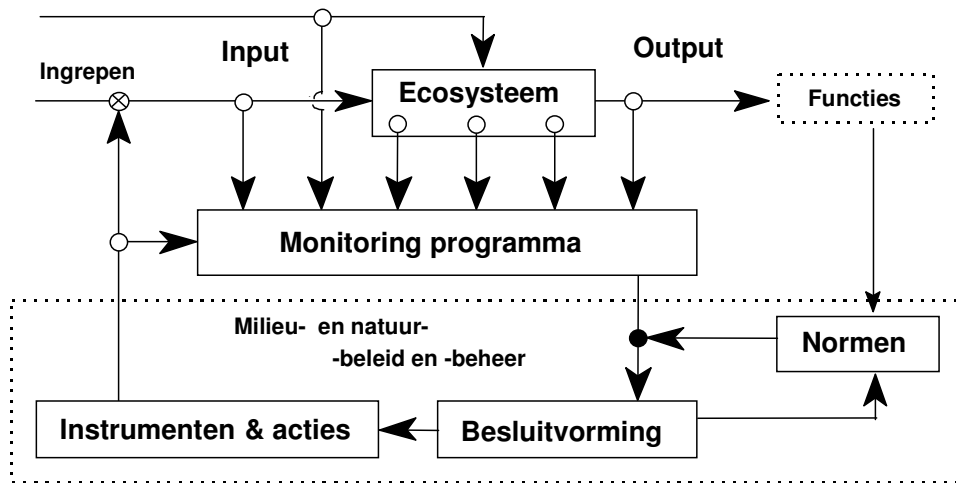 Input
Output
Ingrepen
Ecosysteem
Functies
Monitoring programma
Milieu- en natuur-
-beleid en -beheer
Normen
Instrumenten & acties
Besluitvorming